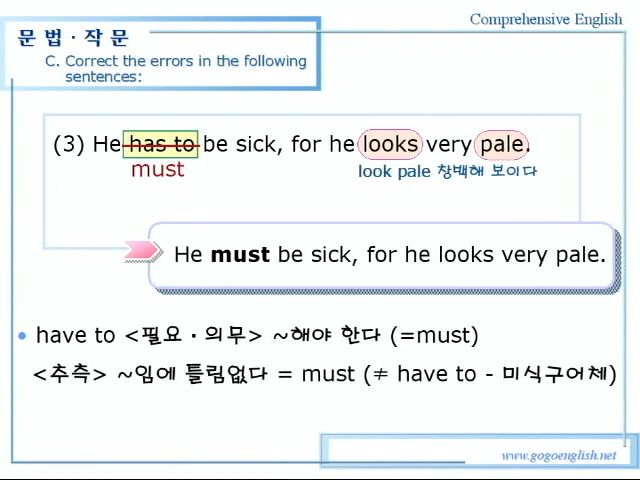 Comprehensive English
문 법 · 작 문
C. Correct the errors in the following
sentences:
(3) He has to be sick, for he looks very pale.
must
look pale 창백해 보이다
He must be sick, for he looks very pale.
• have to <필요 · 의무> ~해야 한다 (=must)
<추측> ~임에 틀림없다 = must (≠ have to - 미식구어체)
www.gogoenglish.net